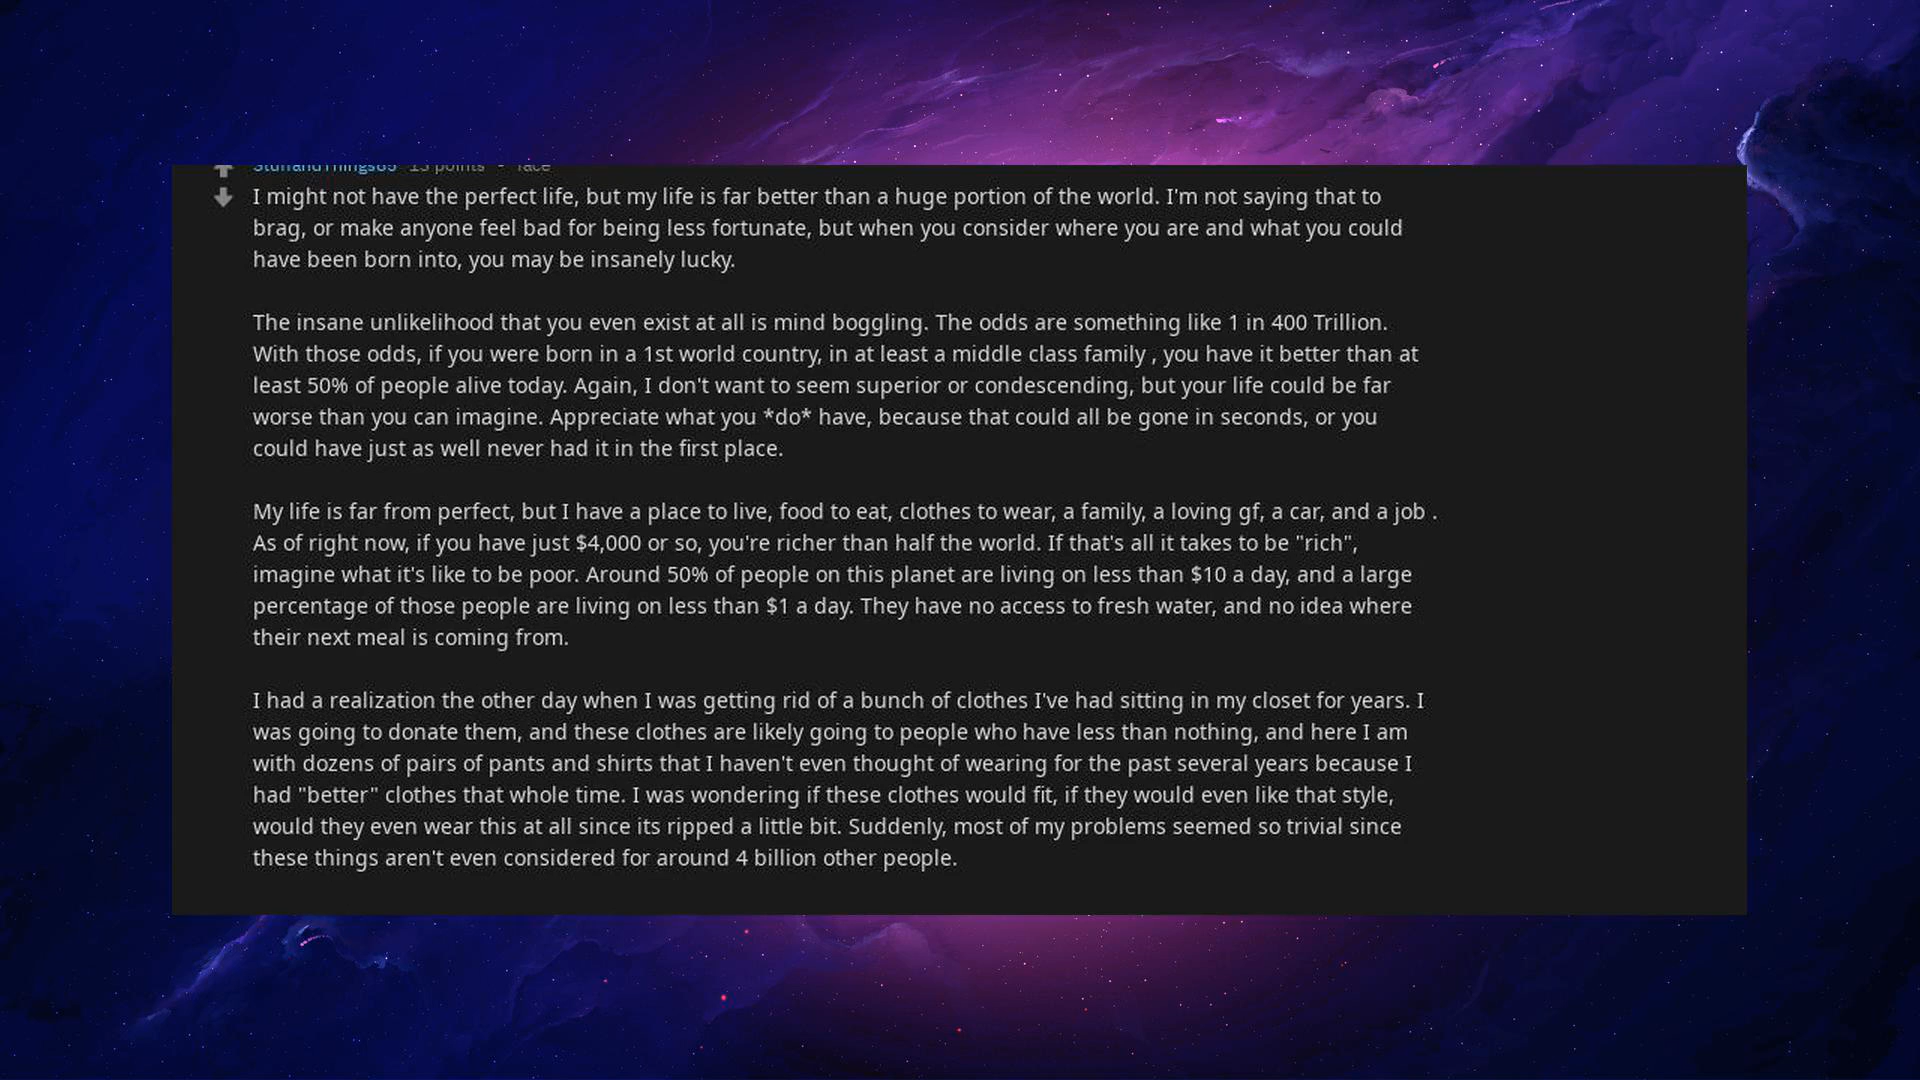 I might not have the perfect life, but my life is far better than a huge portion of the world. I'm not saying that to
brag, or make anyone feel bad for being less fortunate, but when you consider where you are and what you could
have been born into, you may be insanely lucky.
The insane unlikelihood that you even exist at all is mind boggling. The odds are something like 1 in 400 Trillion.
With those odds, if you were born in a 1st world country, in at least a middle class family , you have it better than at
least 50% of people alive today. Again, I don't want to seem superior or condescending, but your life could be far
worse than you can imagine. Appreciate what you *do* have, because that could all be gone in seconds, or you
could have just as well never had it in the first place.
My life is far from perfect, but I have a place to live, food to eat, clothes to wear, a family, a loving gf, a car, and a job .
As of right now, if you have just $4,000 or so, you're richer than half the world. If that's all it takes to be "rich",
imagine what it's like to be poor. Around 50% of people on this planet are living on less than $10 a day, and a large
percentage of those people are living on less than $1 a day. They have no access to fresh water, and no idea where
their next meal is coming from.
I had a realization the other day when I was getting rid of a bunch of clothes I've had sitting in my closet for years. I
was going to donate them, and these clothes are likely going to people who have less than nothing, and here I am
with dozens of pairs of pants and shirts that I haven't even thought of wearing for the past several years because I
had "better" clothes that whole time. I was wondering if these clothes would fit, if they would even like that style,
would they even wear this at all since its ripped a little bit. Suddenly, most of my problems seemed so trivial since
these things aren't even considered for around 4 billion other people.